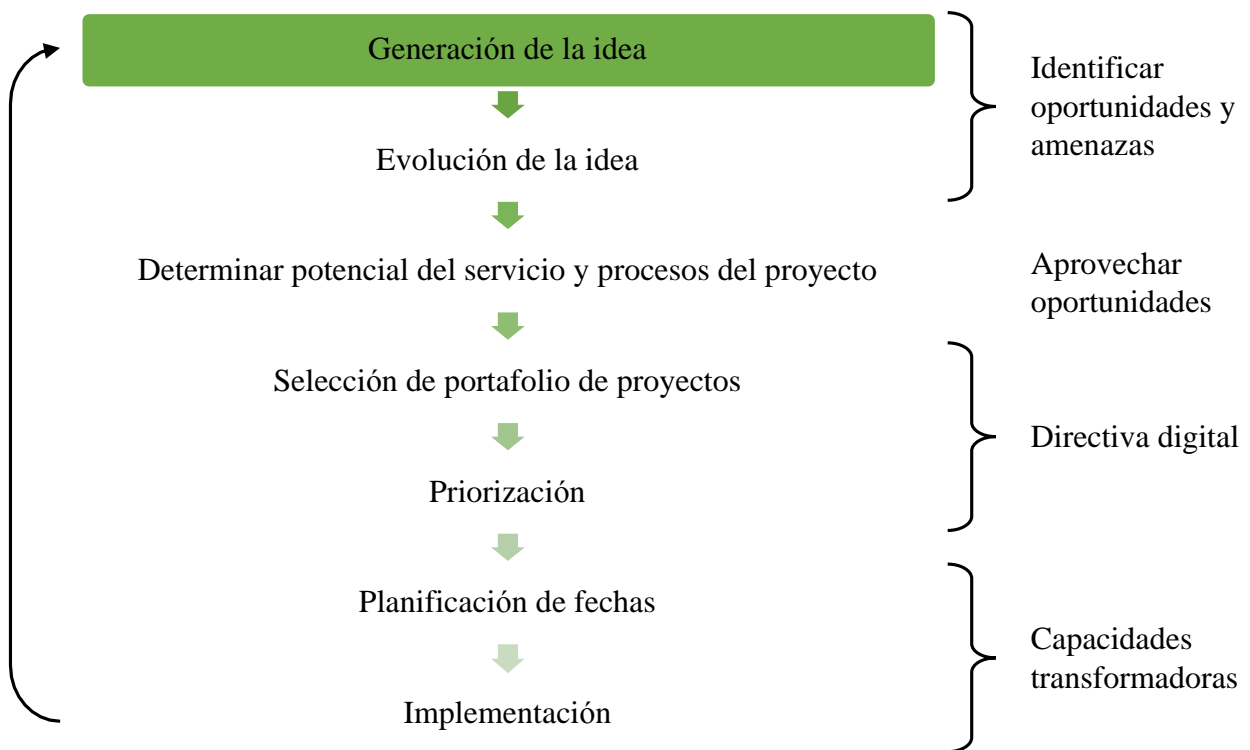 Generación de la idea
Evolución de la idea
Identificar
oportunidades y
amenazas
Determinar potencial del servicio y procesos del proyecto
Aprovechar
oportunidades
Selección de portafolio de proyectos
Priorización
Directiva digital
Planificación de fechas
Implementación
Capacidades
transformadoras